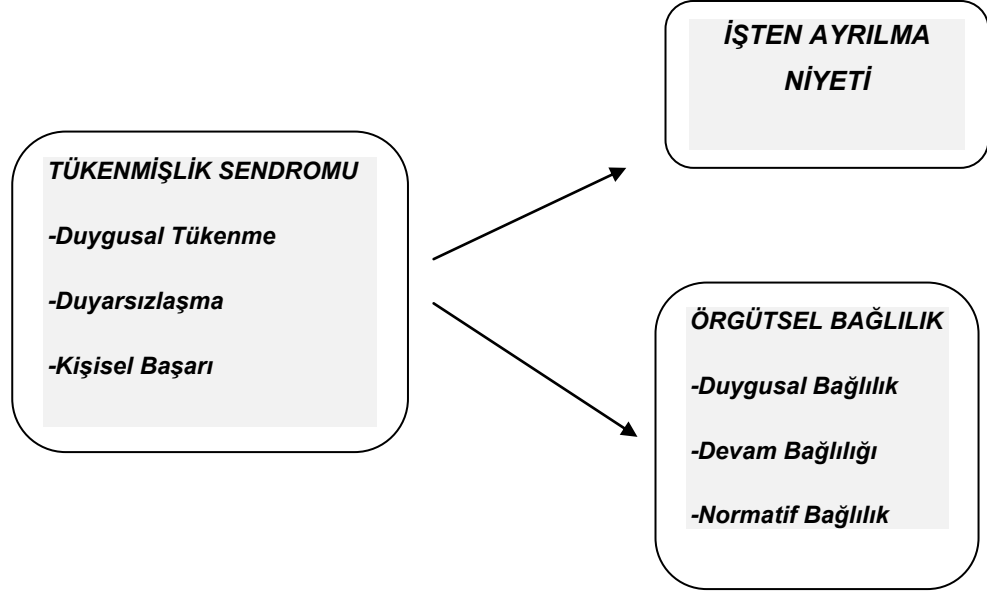 İŞTEN AYRILMA
NİYETİ
TÜKENMİŞLİK SENDROMU
-Duygusal Tükenme
-Duyarsızlaşma
-Kişisel Başarı
ÖRGÜTSEL BAĞLILIK
-Duygusal Bağlılık
-Devam Bağlılığı
-Normatif Bağlılık